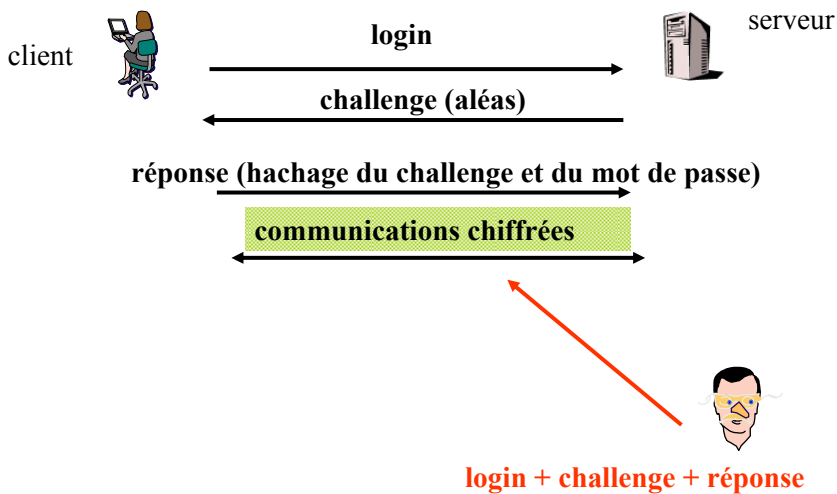 serveur
client
login
challenge (aléas)
réponse (hachage du challenge et du mot de passe)
communications chiffrées
login + challenge + réponse